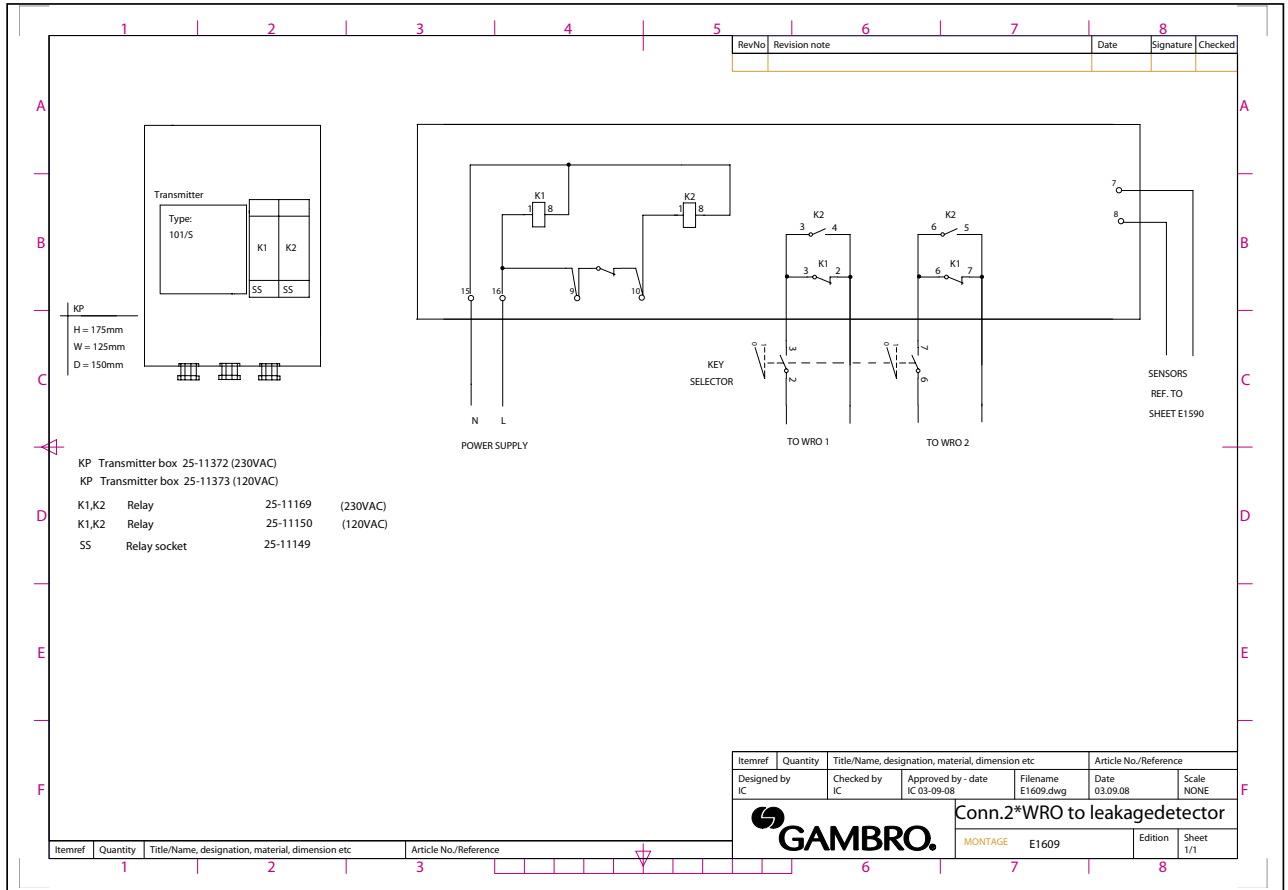 1 2 3 4 5 6 7 8
RevNo Revision note Date Signature Checked
A A
B B
C C
D D
E E
F F
Transmitter
Type:
101/S
K1 K2
SS SS
KP
H = 175mm
W = 125mm
D = 150mm
K1
1 8
K2
1 8
15 16 9 10
N L
POWER SUPPLY
K2
3 4
K1
3 2
K2
6 5
K1
6 7
7
8
KEY
SELECTOR
0 1 3
2
0 1 7
6
TO WRO 1 TO WRO 2
SENSORS
REF. TO
SHEET E1590
KP Transmitter box 25-11372 (230VAC)
KP Transmitter box 25-11373 (120VAC)
K1,K2 Relay 25-11169 (230VAC)
K1,K2 Relay 25-11150 (120VAC)
SS Relay socket 25-11149
Itemref Quantity Title/Name, designation, material, dimension etc Article No./Reference
Designed by Checked by Approved by - date Filename Date Scale
IC IC IC 03-09-08 E1609.dwg 03.09.08 NONE
GAMBRO.
Conn.2*WRO to leakagedetector
MONTAGE E1609 Edition Sheet
1/1
Itemref Quantity Title/Name, designation, material, dimension etc Article No./Reference
1 2 3 4 5 6 7 8